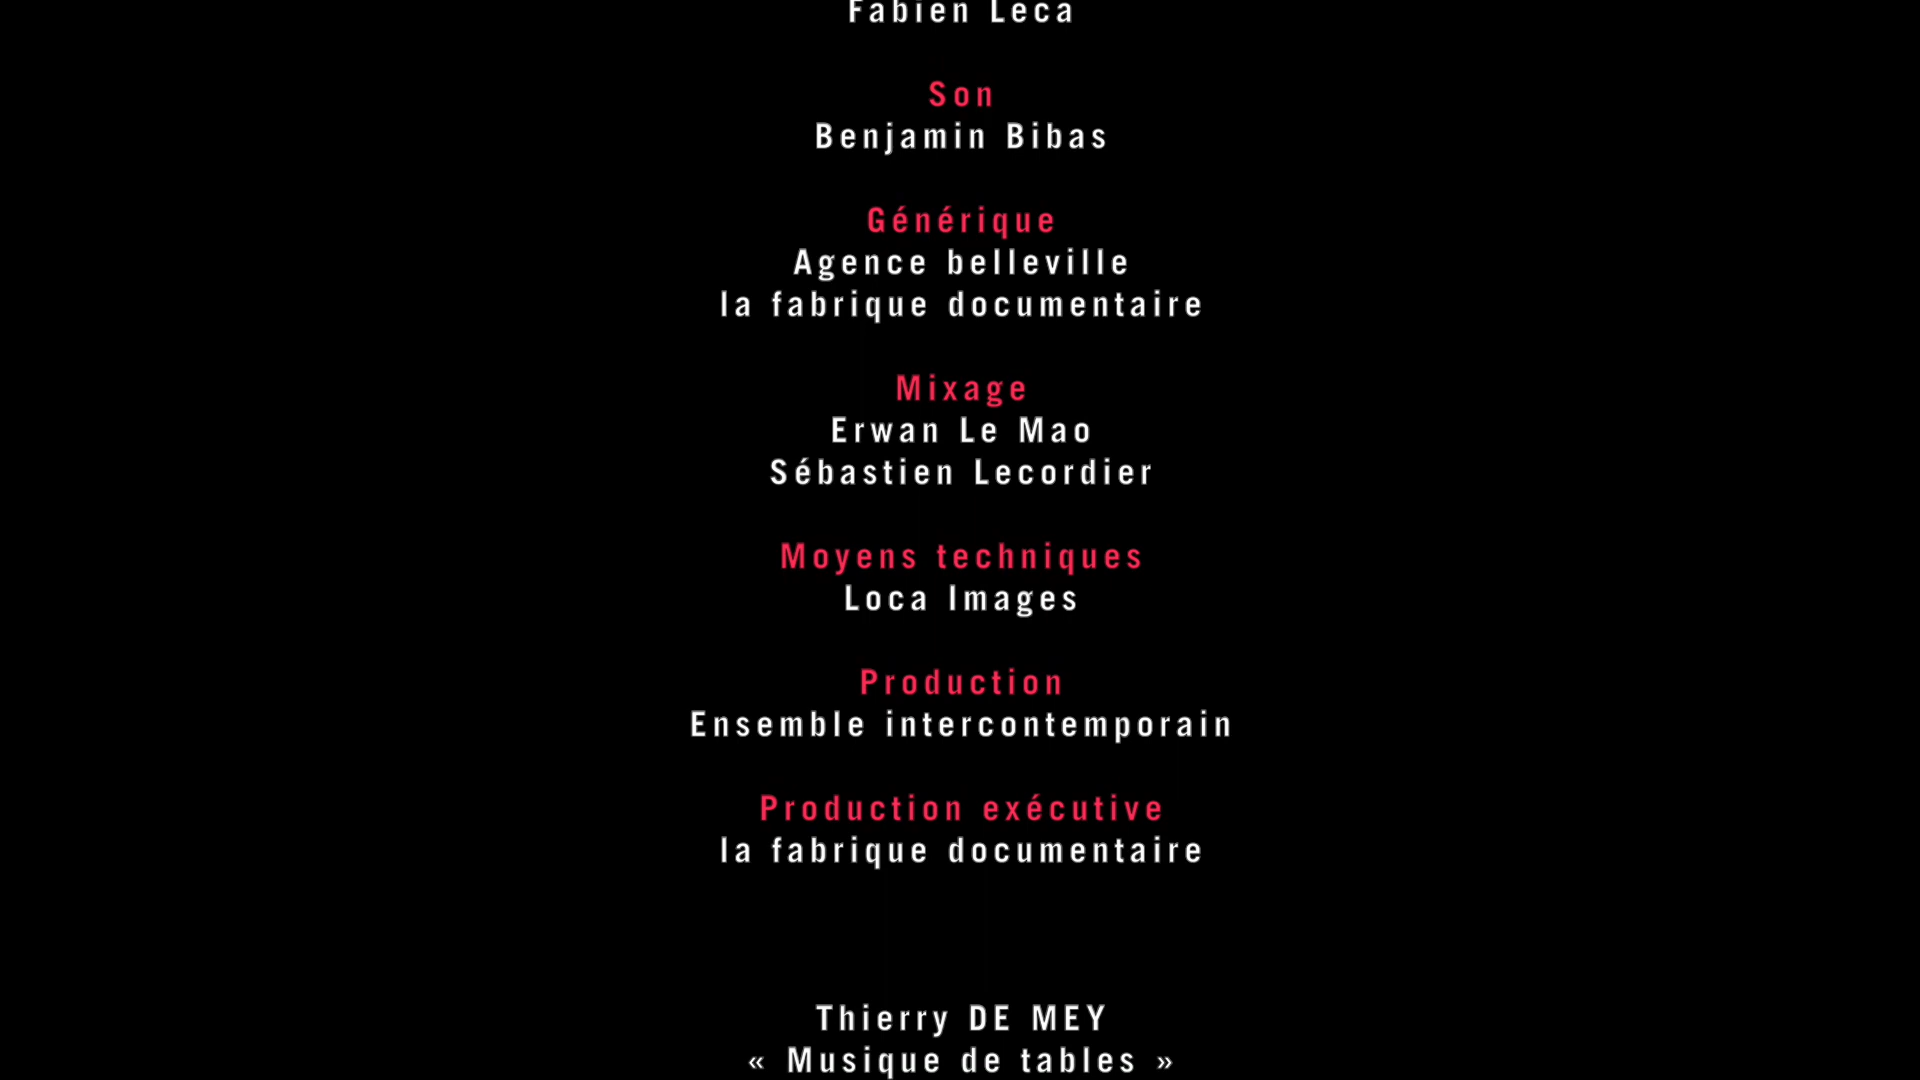 Fabien Leca
Son
Benjamin Bibas
Générique
Agence belleville
la fabrique documentaire
Mixage
Erwan Le Mao
Sébastien Lecordier
Moyens techniques
Loca Images
Production
Ensemble intercontemporain
Production exécutive
la fabrique documentaire
Thierry DE MEY
« Musique de tables »